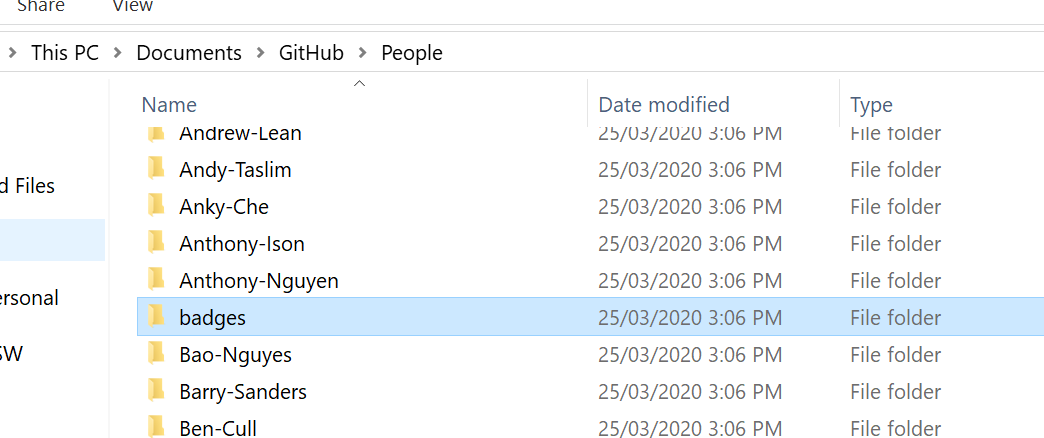 Share View
This PC > Documents > GitHub > People
Name Date modified Type
Andrew-Lean 25/03/2020 3:06 PM File folder
Andy-Taslim 25/03/2020 3:06 PM File folder
d Files
Anky-Che 25/03/2020 3:06 PM File folder
Anthony-Ison 25/03/2020 3:06 PM File folder
Anthony-Nguyen 25/03/2020 3:06 PM File folder
ersonal
badges 25/03/2020 3:06 PM File folder
SW
Bao-Nguyes 25/03/2020 3:06 PM File folder
Barry-Sanders 25/03/2020 3:06 PM File folder
Ben-Cull 25/03/2020 3:06 PM File folder